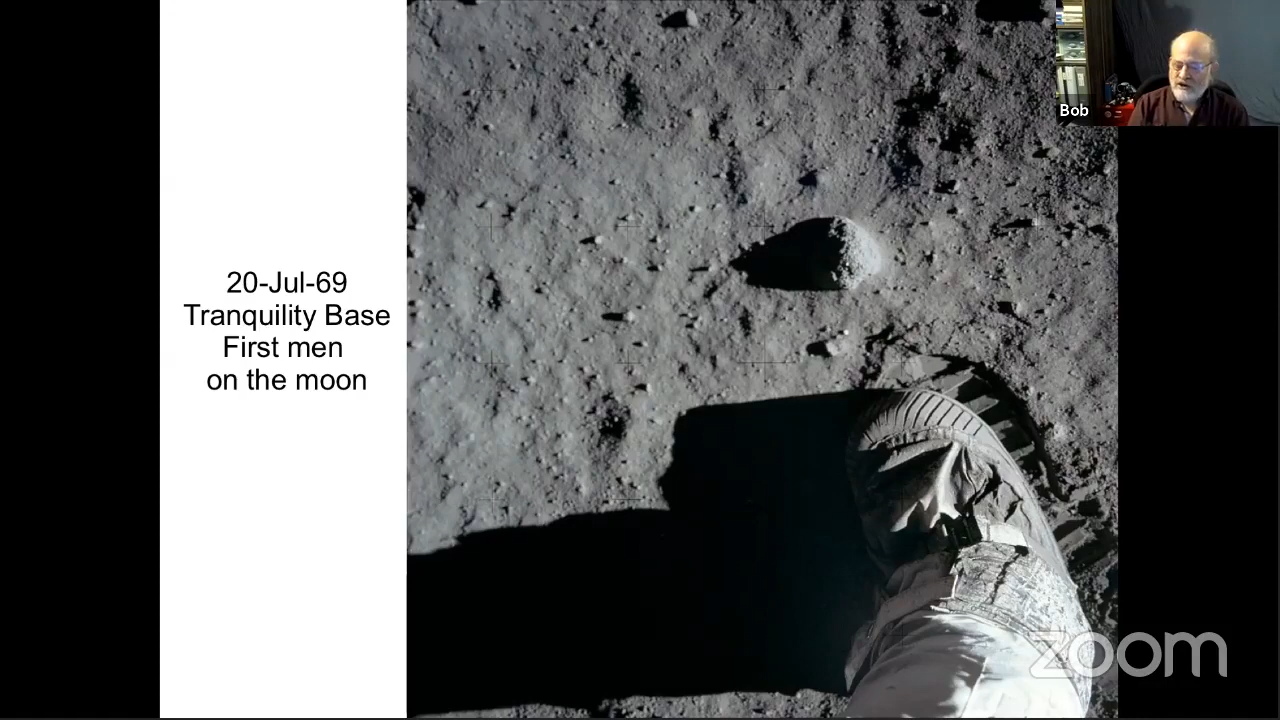 20-Jul-69
Tranquility Base
First men
on the moon
Bob
zoom